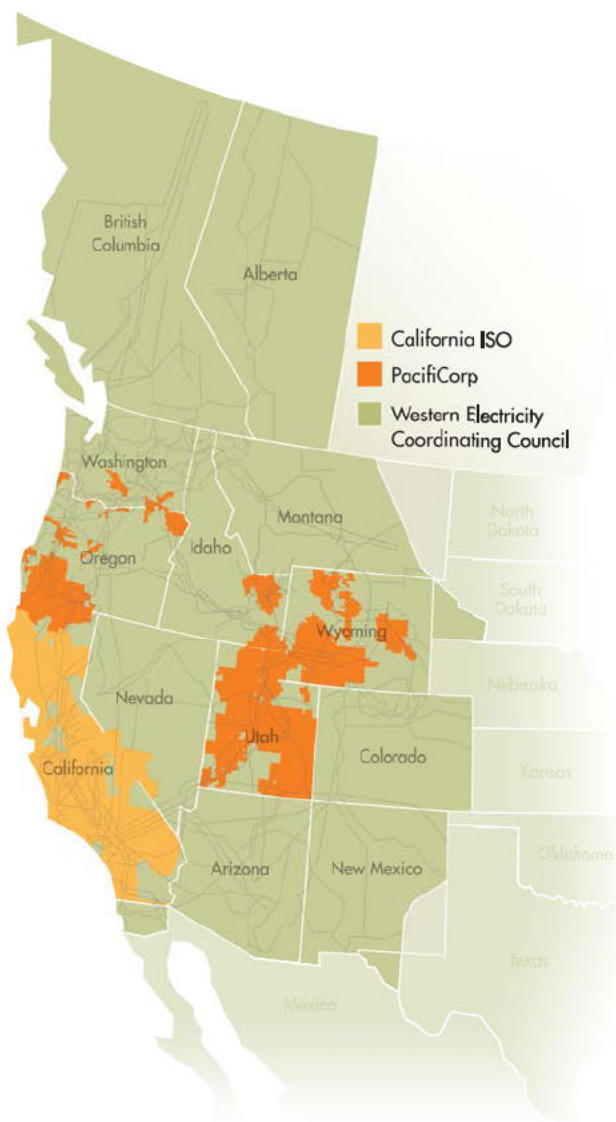 British
Columbia
Alberta
California ISO
PacifiCorp
Western Electricity
Coordinating Council
Washington
Montana
North
Dakota
Oregon
Idaho
South
Dakota
Wyoming
Nebraska
Nevada
Utah
Colorado
Kansas
California
Arizona
New Mexico
Oklahoma
Texas
Mexico